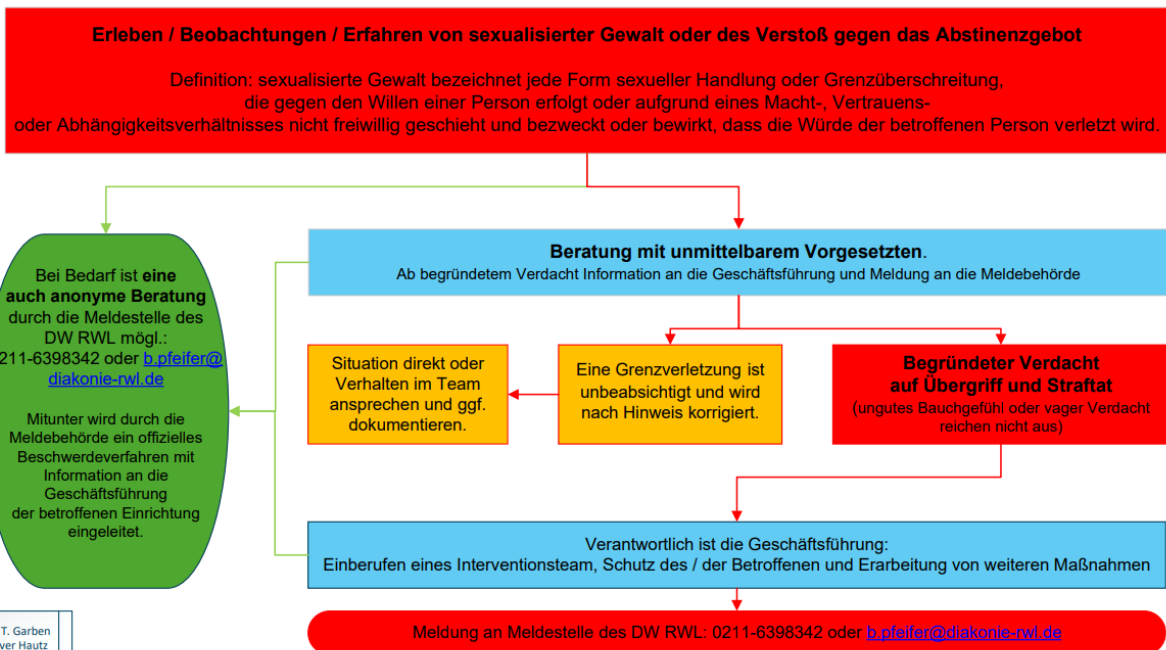 Erleben / Beobachtungen / Erfahren von sexualisierter Gewalt oder des Verstoß gegen das Abstinenzgebot
Definition: sexualisierte Gewalt bezeichnet jede Form sexueller Handlung oder Grenzüberschreitung,
die gegen den Willen einer Person erfolgt oder aufgrund eines Macht-, Vertrauens-
oder Abhängigkeitsverhältnisses nicht freiwillig geschieht und bezweckt oder bewirkt, dass die Würde der betroffenen Person verletzt wird.
Bei Bedarf ist eine
auch anonyme Beratung
durch die Meldestelle des
DW RWL mögl.:
211-6398342 oder b.pfeifer@
diakonie-rwl.de
Mitunter wird durch die
Meldebehörde ein offizielles
Beschwerdeverfahren mit
Information an die
Geschäftsführung
der betroffenen Einrichtung
eingeleitet.
Beratung mit unmittelbarem Vorgesetzten.
Ab begründetem Verdacht Information an die Geschäftsführung und Meldung an die Meldebehörde
Situation direkt oder
Verhalten im Team
ansprechen und ggf.
dokumentieren.
Eine Grenzverletzung ist
unbeabsichtigt und wird
nach Hinweis korrigiert.
Begründeter Verdacht
auf Übergriff und Straftat
(ungutes Bauchgefühl oder vager Verdacht
reichen nicht aus)
Verantwortlich ist die Geschäftsführung:
Einberufen eines Interventionsteam, Schutz des / der Betroffenen und Erarbeitung von weiteren Maßnahmen
Meldung an Meldestelle des DW RWL: 0211-6398342 oder b.pfeifer@diakonie-rwl.de
T. Garben
ver Hautz